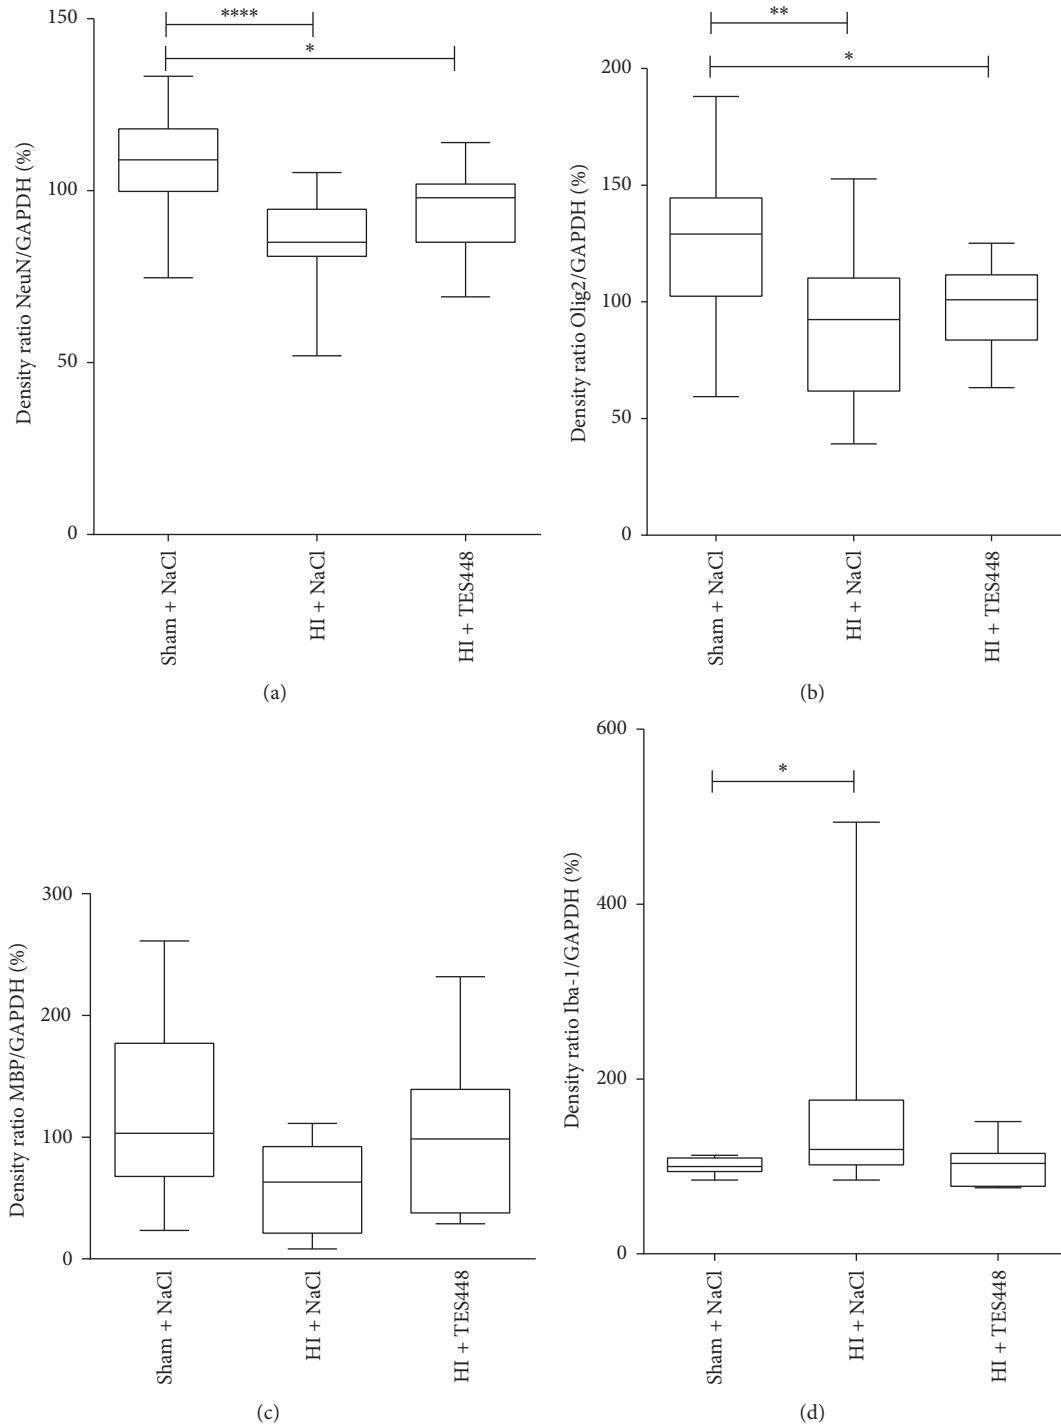 ****
*
150
100
50
0
Density ratio NeuN/GAPDH (%)
Sham + NaCl
HI + NaCl
HI + TES448
(a)
**
*
200
150
100
50
0
Density ratio Olig2/GAPDH (%)
Sham + NaCl
HI + NaCl
HI + TES448
(b)
300
200
100
0
Density ratio MBP/GAPDH (%)
Sham + NaCl
HI + NaCl
HI + TES448
(c)
*
600
400
200
0
Density ratio Iba-1/GAPDH (%)
Sham + NaCl
HI + NaCl
HI + TES448
(d)